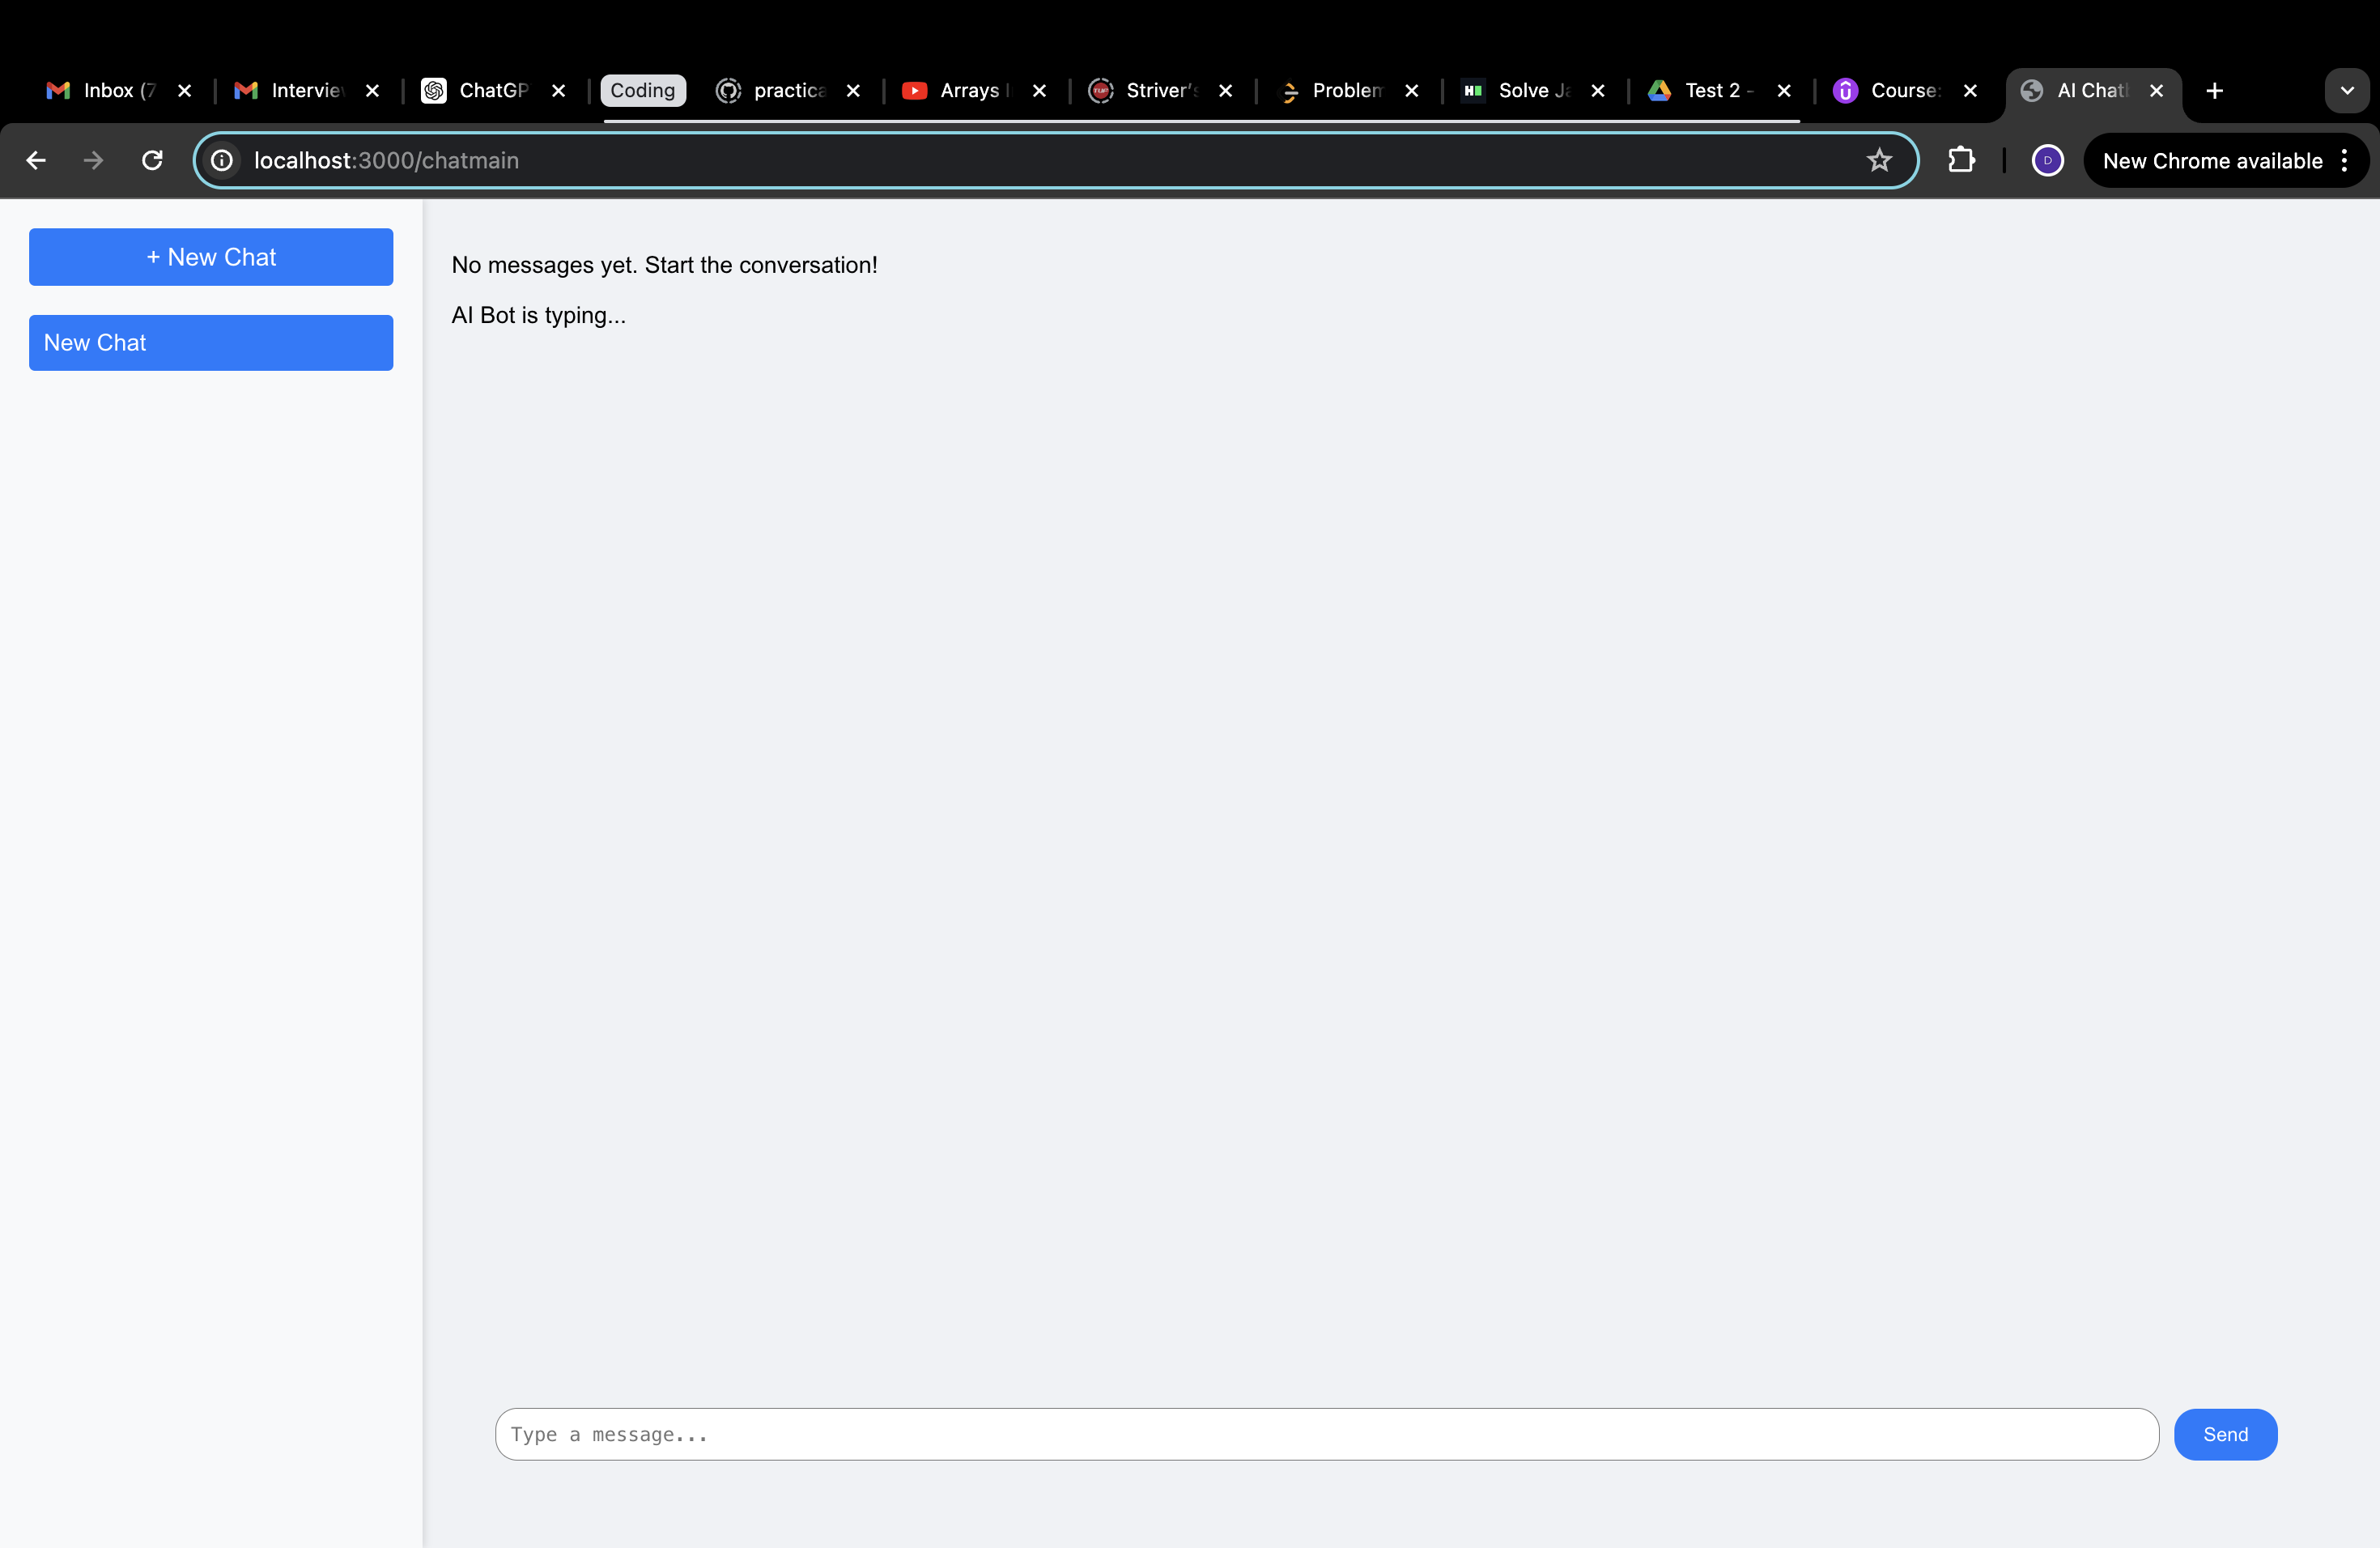 Inbox (7
Intervie
ChatGP
Coding
practica
Arrays
Striver's
Problem
Solve Ja
Test 2 -
Course:
AI Chat
localhost:3000/chatmain
D
New Chrome available
+ New Chat
New Chat
No messages yet. Start the conversation!
AI Bot is typing...
Type a message...
Send